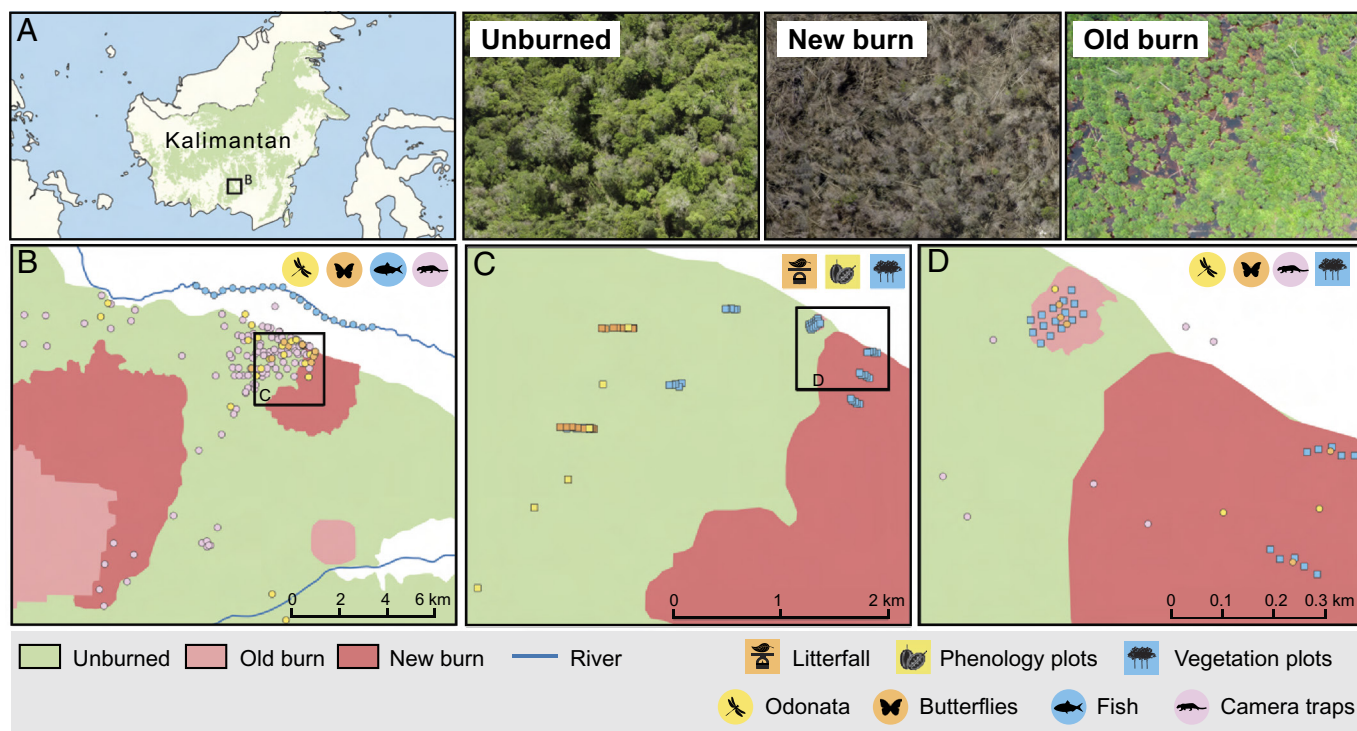 A
Kalimantan
B
Unburned
New burn
Old burn
B
C
0 2 4 6 km
C
D
0 1 2 km
D
0 0.1 0.2 0.3 km
Unburned Old burn New burn River
Litterfall Phenology plots Vegetation plots
Odonata Butterflies Fish Camera traps